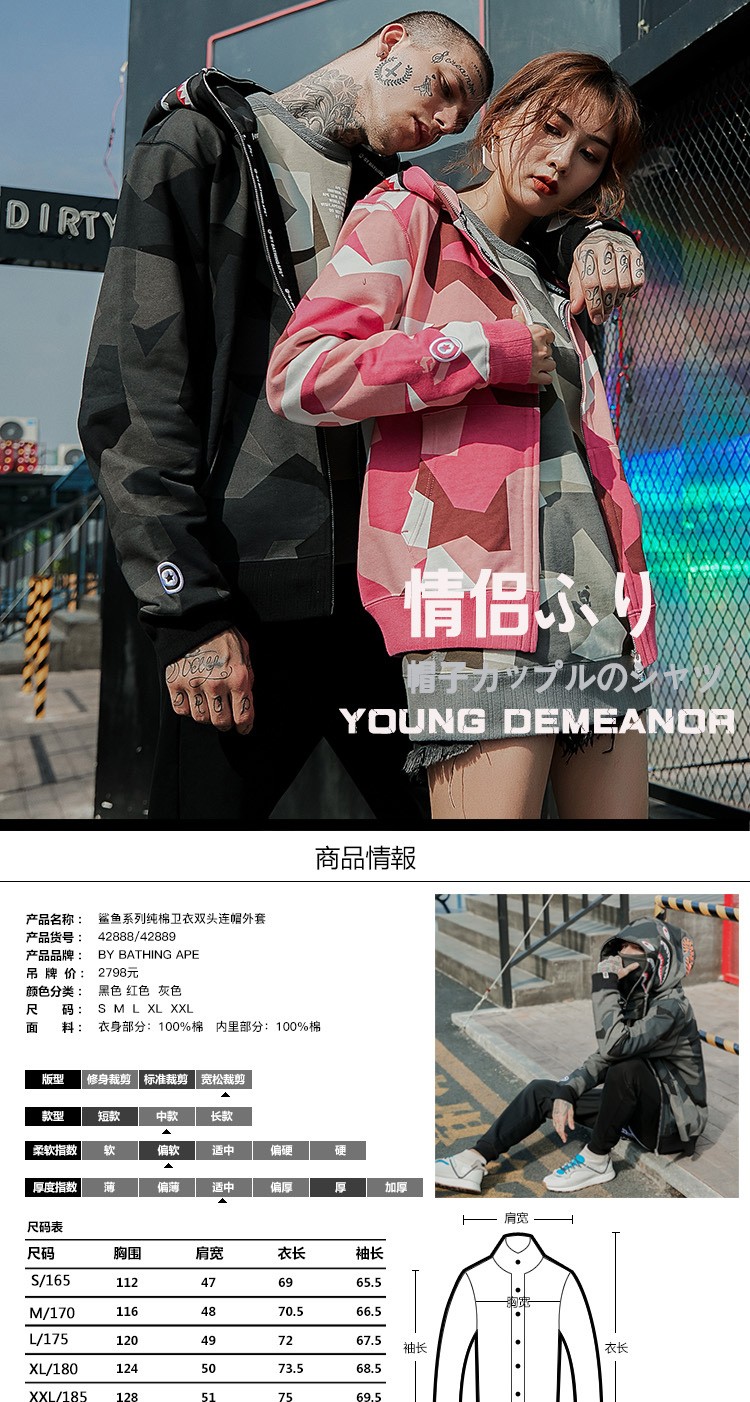 DIRTY
情侣ふり
帽子カップルのシャツ
YOUNG DEMEANOR
商品情報
产品名称： 鲨鱼系列纯棉卫衣双头连帽外套
产品货号： 42888/42889
产品品牌： BY BATHING APE
吊 牌 价： 2798元
颜色分类： 黑色 红色 灰色
尺 码： S M L XL XXL
面 料： 衣身部分：100%棉 内里部分：100%棉
版型 修身裁剪 标准裁剪 宽松裁剪
款型 短款 中款 长款
柔软指数 软 偏软 适中 偏硬 硬
厚度指数 薄 偏薄 适中 偏厚 厚 加厚
尺码表
尺码 胸围 肩宽 衣长 袖长
S/165 112 47 69 65.5
M/170 116 48 70.5 66.5
L/175 120 49 72 67.5
XL/180 124 50 73.5 68.5
XXL/185 128 51 75 69.5
肩宽
胸宽
袖长
衣长